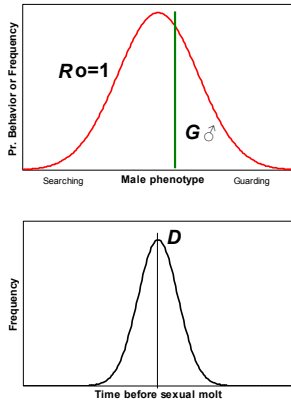 Pr. Behavior or Frequency
Ro=1
G♂
Searching Male phenotype Guarding
D
Frequency
Time before sexual molt